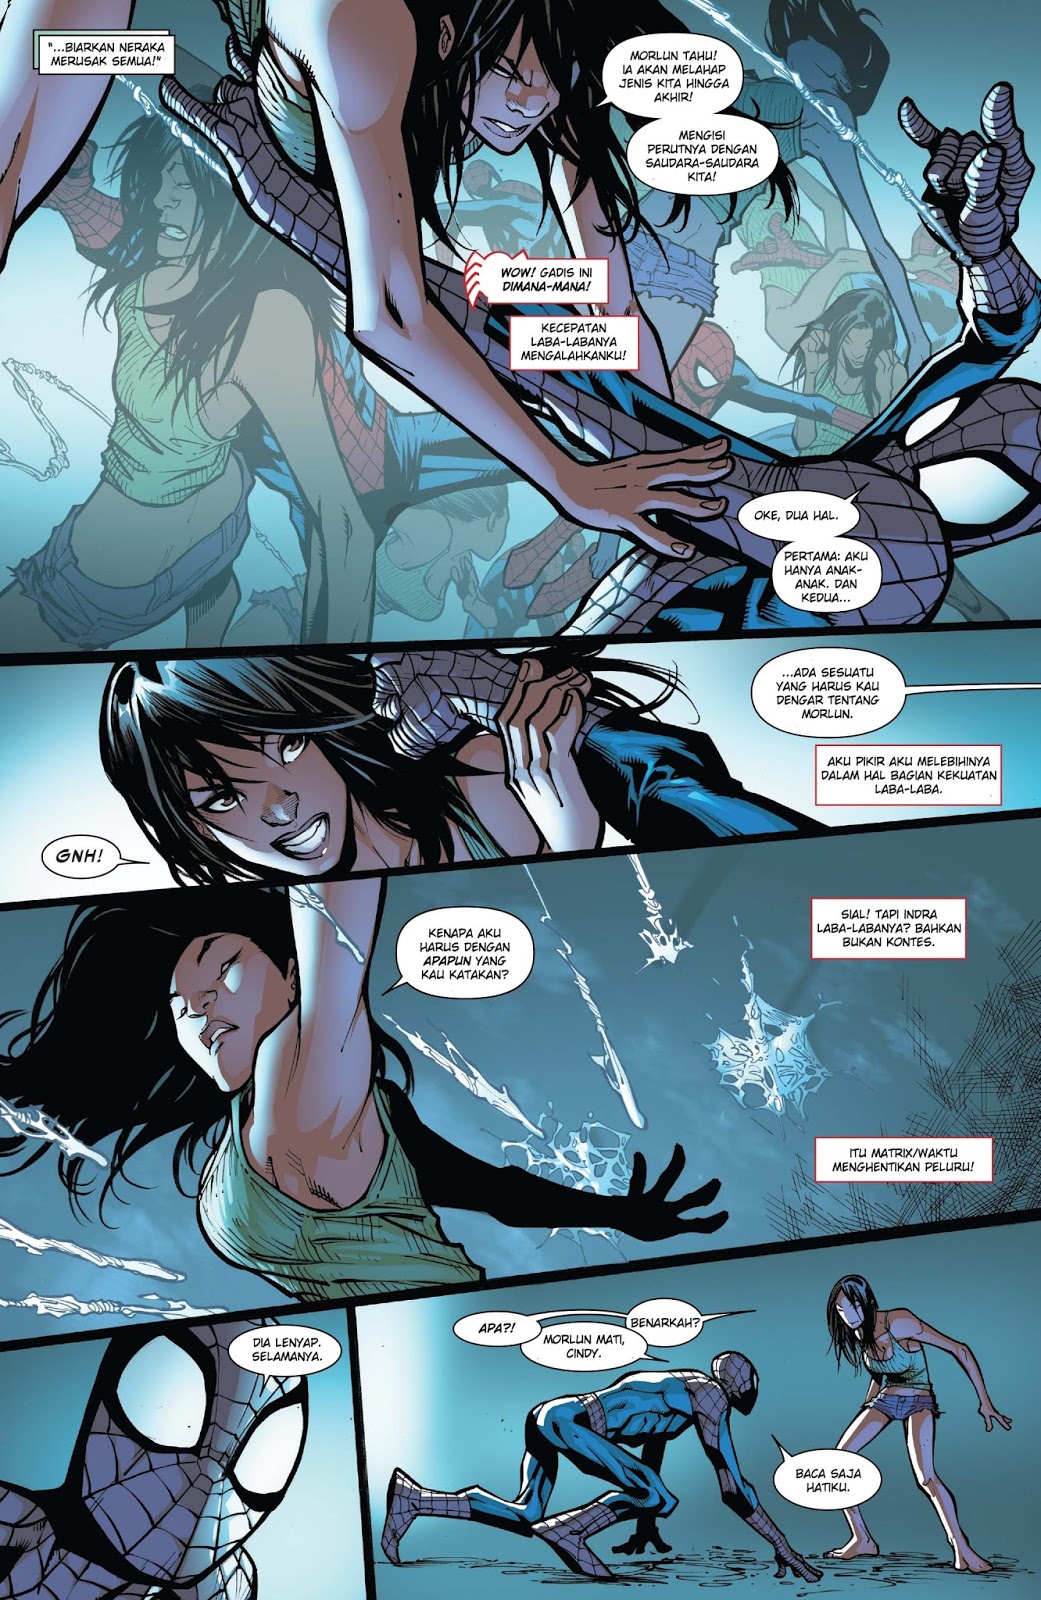 "...BIARKAN NERAKA
MERUSAK SEMUA!"
MORLUN TAHU!
IA AKAN MELAHAP
JENIS KITA HINGGA
AKHIR!
MENGISI
PERUTNYA DENGAN
SAUDARA-SAUDARA
KITA!
WOW! GADIS INI
DIMANA-MANA!
KECEPATAN
LABA-LABANYA
MENGALAHKANKU!
OKE, DUA HAL.
PERTAMA: AKU
HANYA ANAK-
ANAK. DAN
KEDUA...
...ADA SESUATU
YANG HARUS KAU
DENGAR TENTANG
MORLUN.
AKU PIKIR AKU MELEBIHINYA
DALAM HAL BAGIAN KEKUATAN
LABA-LABA.
GNH!
KENAPA AKU
HARUS DENGAN
APAPUN YANG
KAU KATAKAN?
SIAL! TAPI INDRA
LABA-LABANYA? BAHKAN
BUKAN KONTES.
ITU MATRIX/WAKTU
MENGHENTIKAN PELURU!
DIA LENYAP.
SELAMANYA.
APA?!
MORLUN MATI,
CINDY.
BENARKAH?
BACA SAJA
HATIKU.